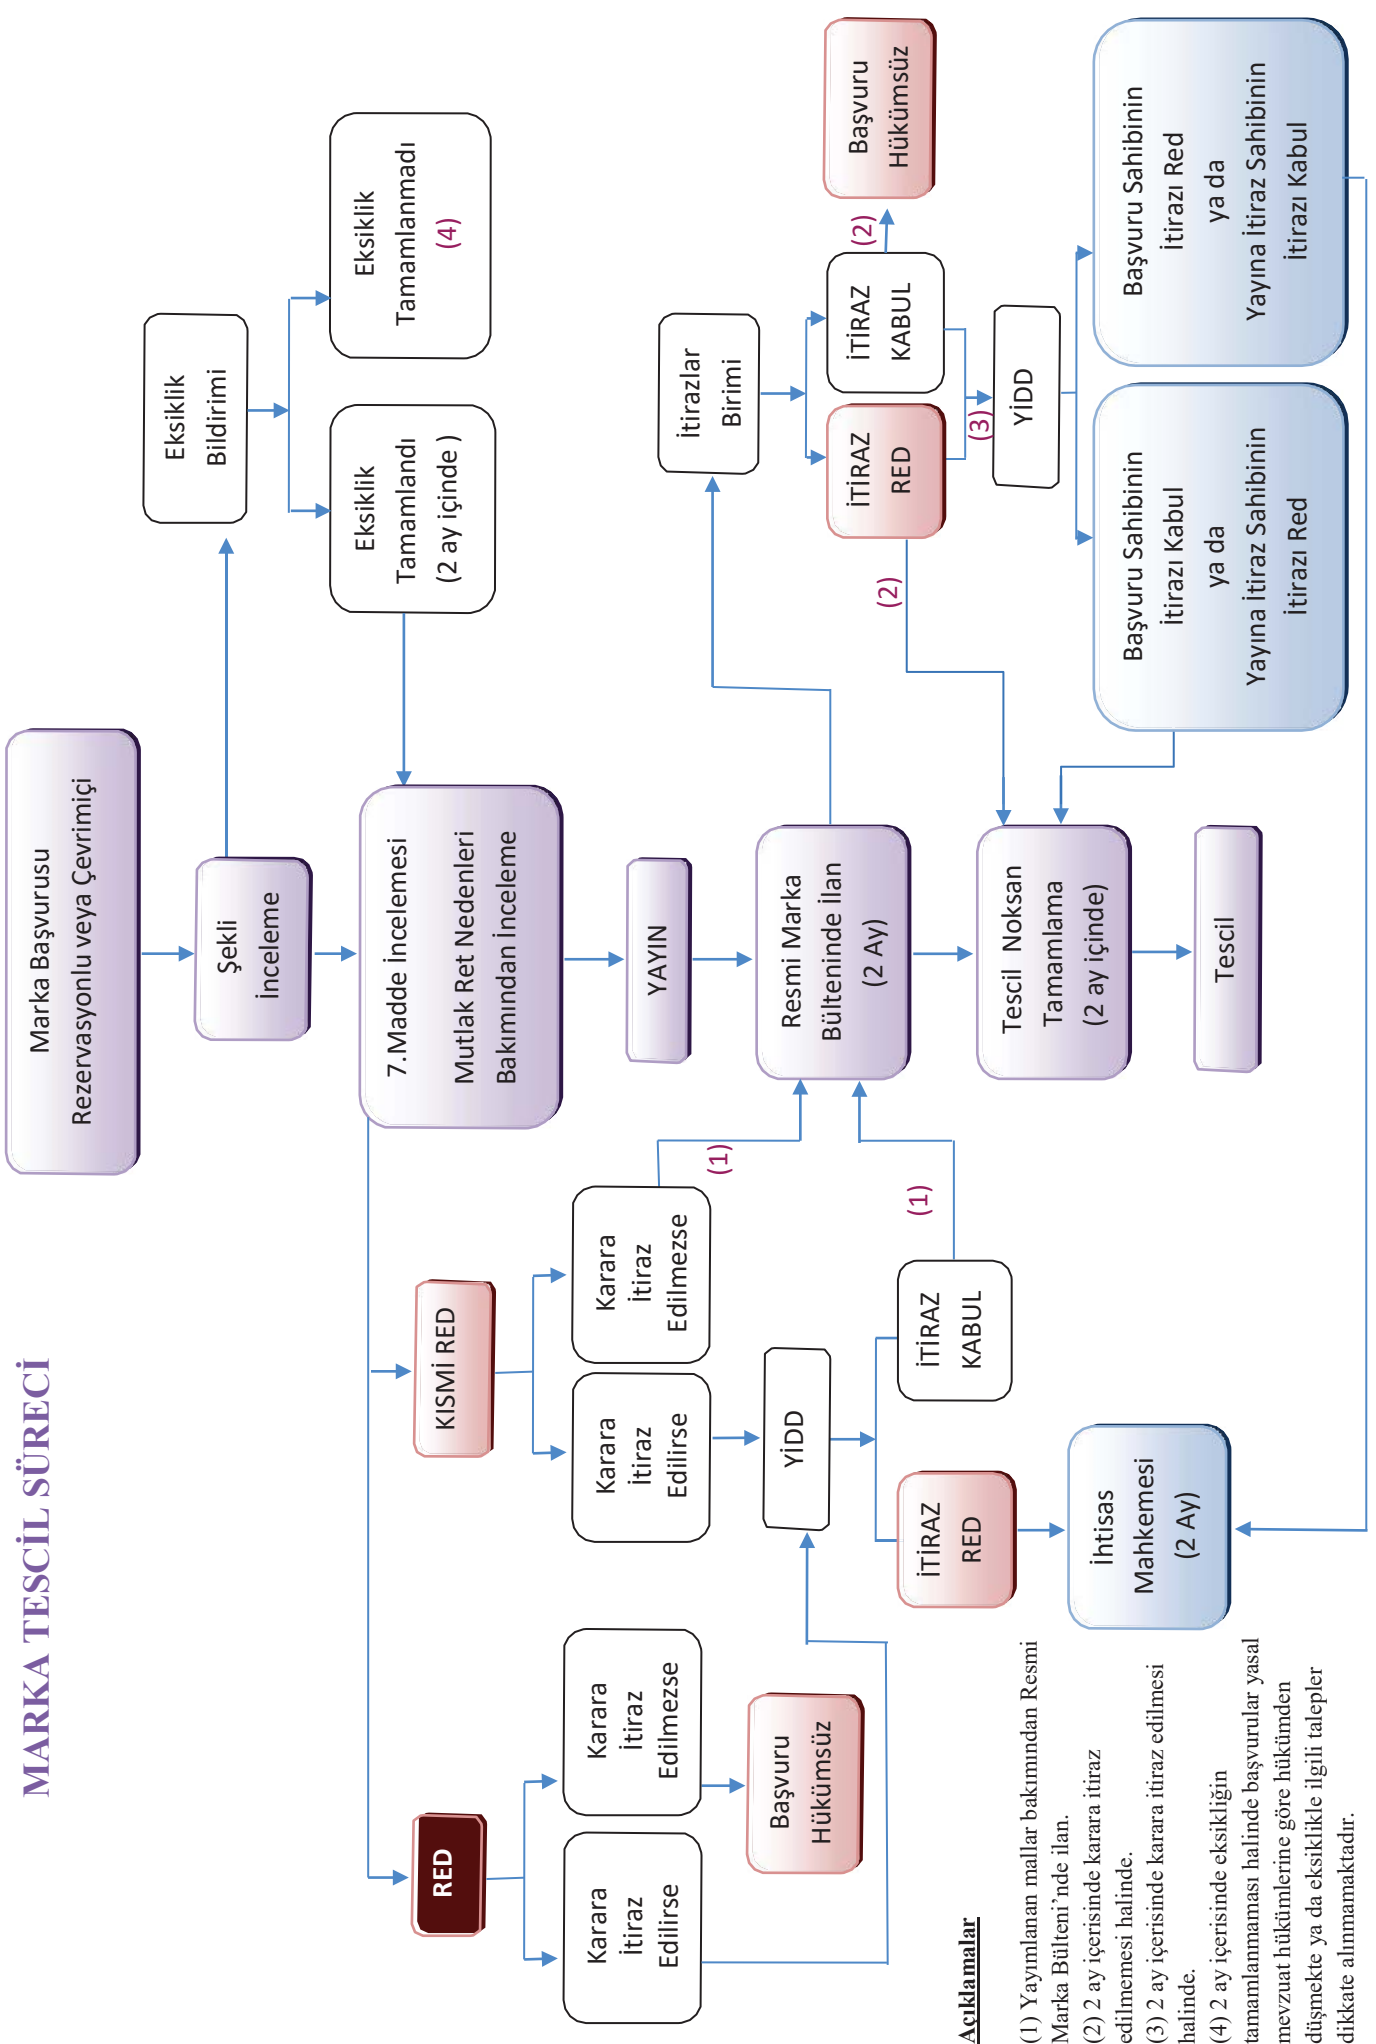 MARKA TESCİL SÜRECİ
Marka Başvurusu
Rezervasyonlu veya Çevrimiçi
Şekli
İnceleme
Eksiklik
Bildirimi
Eksiklik
Tamamlandı
(2 ay içinde )
Eksiklik
Tamamlanmadı
(4)
7.Madde İncelemesi
Mutlak Ret Nedenleri
Bakımından İnceleme
RED
KISMİ RED
Karara
İtiraz
Edilirse
Karara
İtiraz
Edilmezse
Karara
İtiraz
Edilirse
Karara
İtiraz
Edilmezse
(1)
YAYIN
Başvuru
Hükümsüz
YİDD
Resmi Marka
Bülteninde İlan
(2 Ay)
İtirazlar
Birimi
İTİRAZ
RED
İTİRAZ
KABUL
(1)
İTİRAZ
RED
İTİRAZ
KABUL
(2)
Başvuru
Hükümsüz
(2)
(3)
YİDD
Tescil Noksan
Tamamlama
(2 ay içinde)
İhtisas
Mahkemesi
(2 Ay)
Başvuru Sahibinin
İtirazı Kabul
ya da
Yayına İtiraz Sahibinin
İtirazı Red
Başvuru Sahibinin
İtirazı Red
ya da
Yayına İtiraz Sahibinin
İtirazı Kabul
Tescil
Açıklamalar
(1) Yayımlanan mallar bakımından Resmi
Marka Bülteni’nde ilan.
(2) 2 ay içerisinde karara itiraz
edilmemesi halinde.
(3) 2 ay içerisinde karara itiraz edilmesi
halinde.
(4) 2 ay içerisinde eksikliğin
tamamlanmaması halinde başvurular yasal
mevzuat hükümlerine göre hükümden
düşmekte ya da eksiklikle ilgili talepler
dikkate alınmamaktadır.